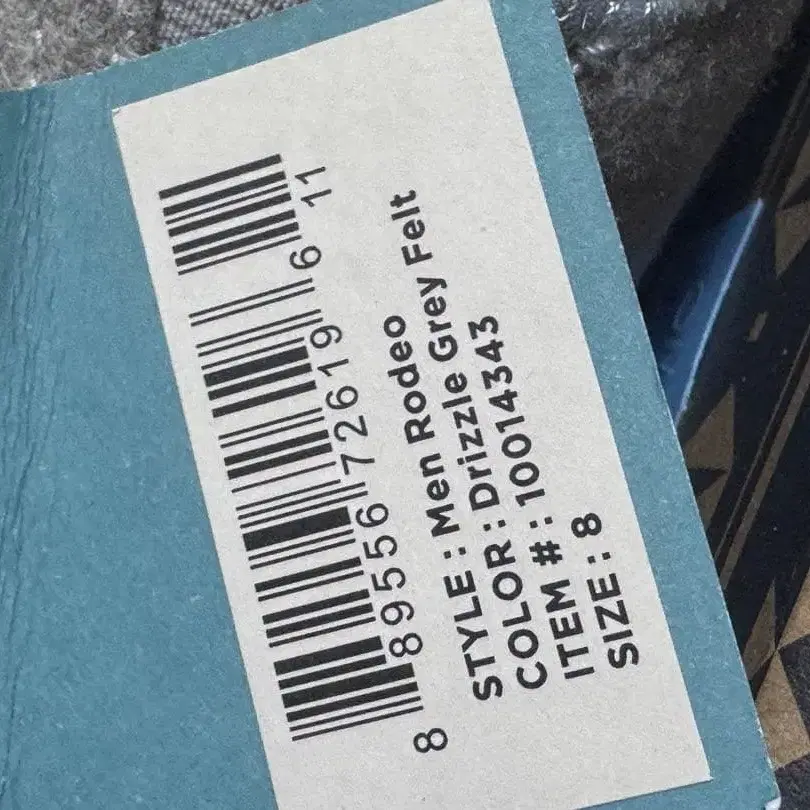 8 89556 72619 6 11
STYLE : Men Rodeo
COLOR : Drizzle Grey Felt
ITEM # : 10014343
SIZE : 8